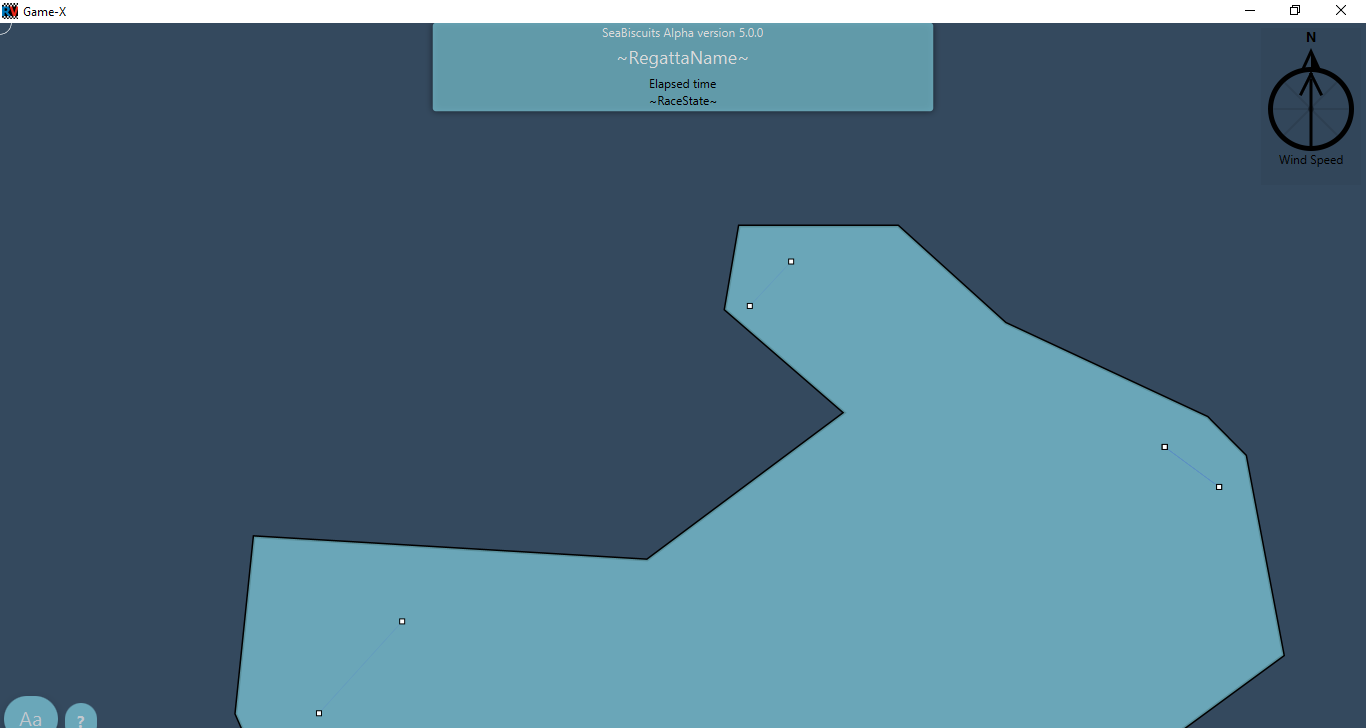 Game-X
SeaBiscuits Alpha version 5.0.0
~RegattaName~
Elapsed time
~RaceState~
N
Wind Speed
Aa
?